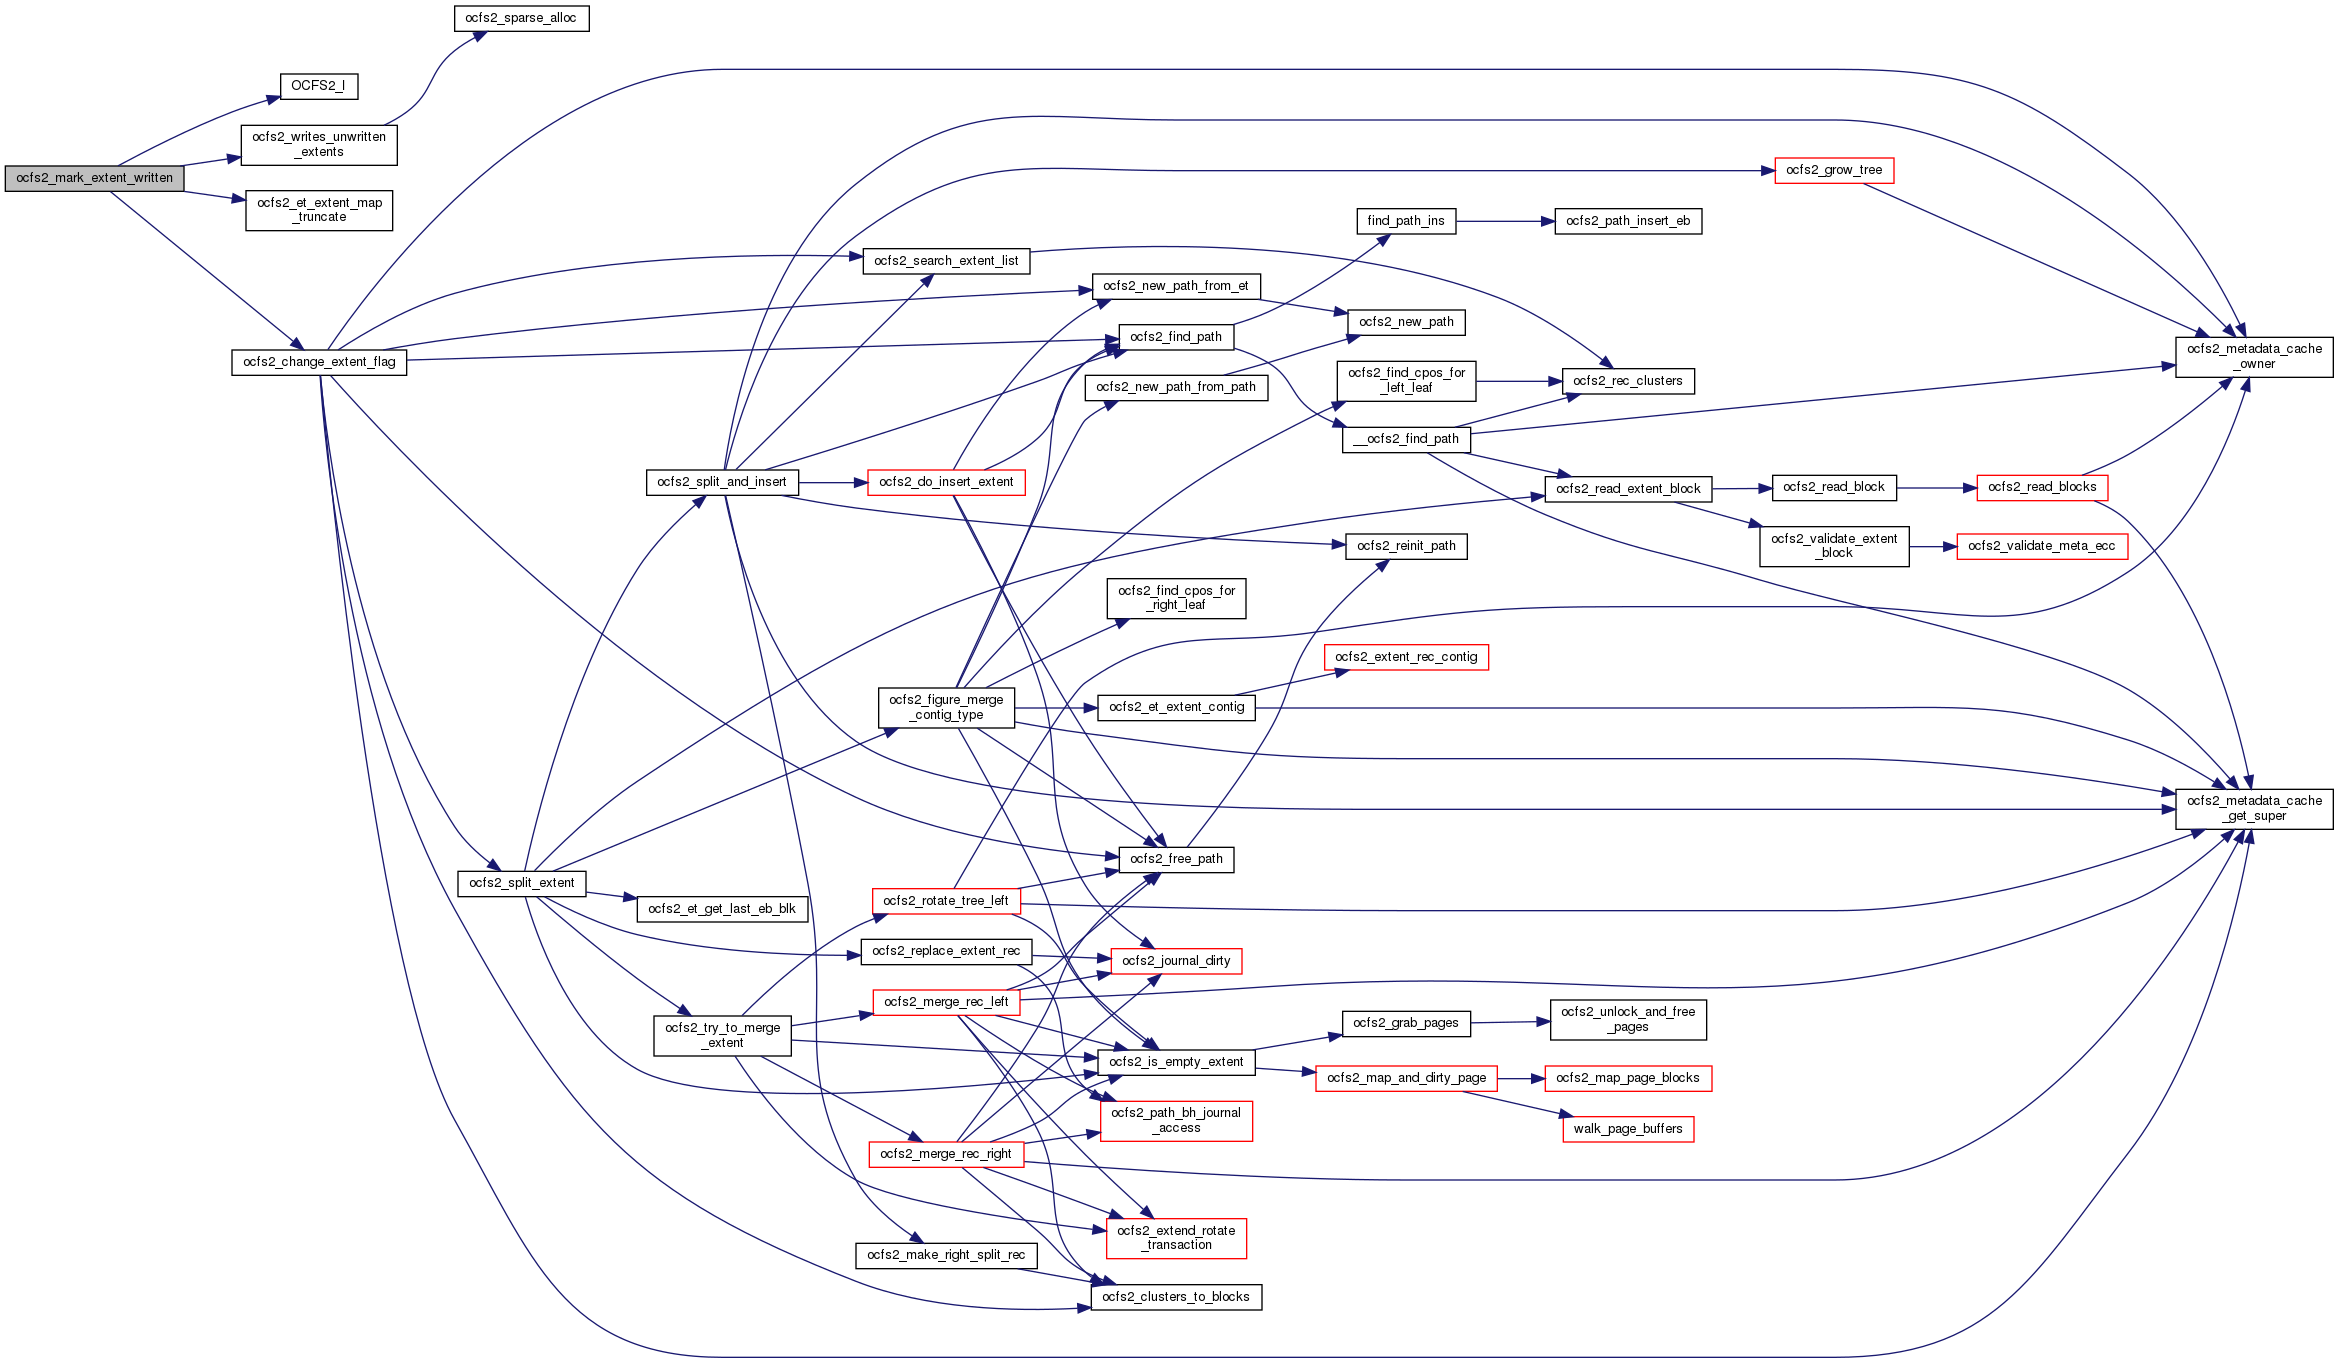 ocfs2_sparse_alloc
OCFS2_I
ocfs2_writes_unwritten
_extents
ocfs2_mark_extent_written
ocfs2_et_extent_map
_truncate
ocfs2_grow_tree
find_path_ins
ocfs2_path_insert_eb
ocfs2_search_extent_list
ocfs2_new_path_from_et
ocfs2_new_path
ocfs2_find_path
ocfs2_metadata_cache
_owner
ocfs2_change_extent_flag
ocfs2_new_path_from_path
ocfs2_find_cpos_for
_left_leaf
ocfs2_rec_clusters
__ocfs2_find_path
ocfs2_split_and_insert
ocfs2_do_insert_extent
ocfs2_read_extent_block
ocfs2_read_block
ocfs2_read_blocks
ocfs2_reinit_path
ocfs2_validate_extent
_block
ocfs2_validate_meta_ecc
ocfs2_find_cpos_for
_right_leaf
ocfs2_extent_rec_contig
ocfs2_figure_merge
_contig_type
ocfs2_et_extent_contig
ocfs2_metadata_cache
_get_super
ocfs2_free_path
ocfs2_split_extent
ocfs2_et_get_last_eb_blk
ocfs2_rotate_tree_left
ocfs2_replace_extent_rec
ocfs2_journal_dirty
ocfs2_merge_rec_left
ocfs2_try_to_merge
_extent
ocfs2_grab_pages
ocfs2_unlock_and_free
_pages
ocfs2_is_empty_extent
ocfs2_map_and_dirty_page
ocfs2_map_page_blocks
ocfs2_path_bh_journal
_access
walk_page_buffers
ocfs2_merge_rec_right
ocfs2_extend_rotate
_transaction
ocfs2_make_right_split_rec
ocfs2_clusters_to_blocks